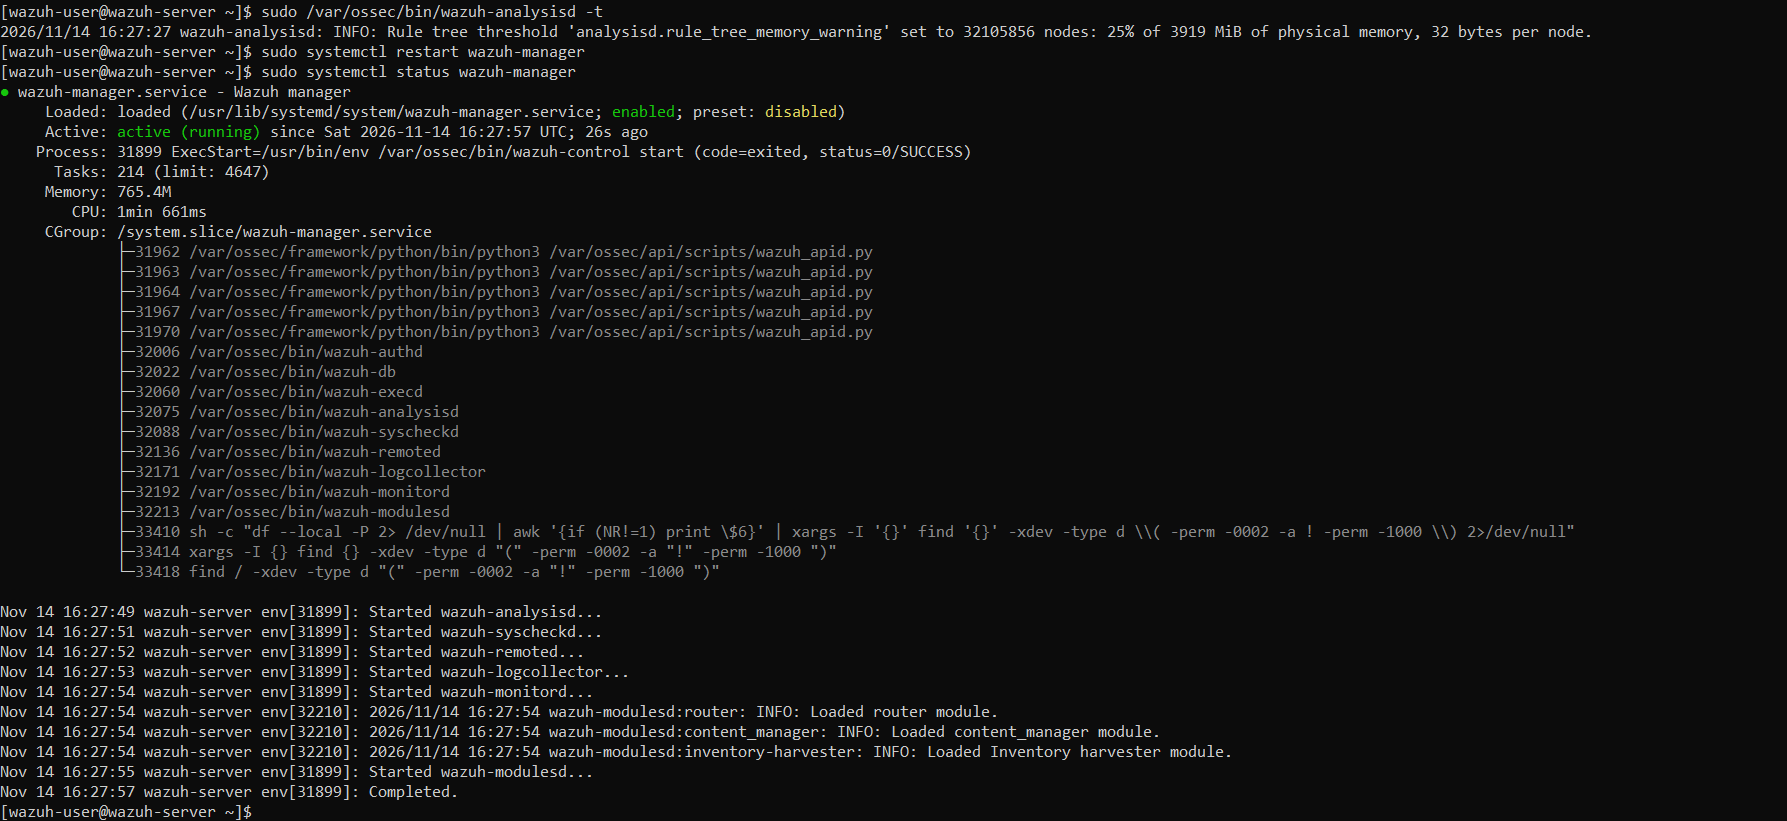 [wazuh-user@wazuh-server ~]$ sudo /var/ossec/bin/wazuh-analysisd -t
2026/11/14 16:27:27 wazuh-analysisd: INFO: Rule tree threshold 'analysisd.rule_tree_memory_warning' set to 32105856 nodes: 25% of 3919 MiB of physical memory, 32 bytes per node.
[wazuh-user@wazuh-server ~]$ sudo systemctl restart wazuh-manager
[wazuh-user@wazuh-server ~]$ sudo systemctl status wazuh-manager
● wazuh-manager.service - Wazuh manager
     Loaded: loaded (/usr/lib/systemd/system/wazuh-manager.service; enabled; preset: disabled)
     Active: active (running) since Sat 2026-11-14 16:27:57 UTC; 26s ago
    Process: 31899 ExecStart=/usr/bin/env /var/ossec/bin/wazuh-control start (code=exited, status=0/SUCCESS)
      Tasks: 214 (limit: 4647)
     Memory: 765.4M
        CPU: 1min 661ms
     CGroup: /system.slice/wazuh-manager.service
             ├─31962 /var/ossec/framework/python/bin/python3 /var/ossec/api/scripts/wazuh_apid.py
             ├─31963 /var/ossec/framework/python/bin/python3 /var/ossec/api/scripts/wazuh_apid.py
             ├─31964 /var/ossec/framework/python/bin/python3 /var/ossec/api/scripts/wazuh_apid.py
             ├─31967 /var/ossec/framework/python/bin/python3 /var/ossec/api/scripts/wazuh_apid.py
             ├─31970 /var/ossec/framework/python/bin/python3 /var/ossec/api/scripts/wazuh_apid.py
             ├─32006 /var/ossec/bin/wazuh-authd
             ├─32022 /var/ossec/bin/wazuh-db
             ├─32060 /var/ossec/bin/wazuh-execd
             ├─32075 /var/ossec/bin/wazuh-analysisd
             ├─32088 /var/ossec/bin/wazuh-syscheckd
             ├─32136 /var/ossec/bin/wazuh-remoted
             ├─32171 /var/ossec/bin/wazuh-logcollector
             ├─32192 /var/ossec/bin/wazuh-monitord
             ├─32213 /var/ossec/bin/wazuh-modulesd
             ├─33410 sh -c "df --local -P 2> /dev/null | awk '{if (NR!=1) print \$6}' | xargs -I '{}' find '{}' -xdev -type d \\( -perm -0002 -a ! -perm -1000 \\) 2>/dev/null"
             ├─33414 xargs -I {} find {} -xdev -type d "(" -perm -0002 -a "!" -perm -1000 ")"
             └─33418 find / -xdev -type d "(" -perm -0002 -a "!" -perm -1000 ")"

Nov 14 16:27:49 wazuh-server env[31899]: Started wazuh-analysisd...
Nov 14 16:27:51 wazuh-server env[31899]: Started wazuh-syscheckd...
Nov 14 16:27:52 wazuh-server env[31899]: Started wazuh-remoted...
Nov 14 16:27:53 wazuh-server env[31899]: Started wazuh-logcollector...
Nov 14 16:27:54 wazuh-server env[31899]: Started wazuh-monitord...
Nov 14 16:27:54 wazuh-server env[32210]: 2026/11/14 16:27:54 wazuh-modulesd:router: INFO: Loaded router module.
Nov 14 16:27:54 wazuh-server env[32210]: 2026/11/14 16:27:54 wazuh-modulesd:content_manager: INFO: Loaded content_manager module.
Nov 14 16:27:54 wazuh-server env[32210]: 2026/11/14 16:27:54 wazuh-modulesd:inventory-harvester: INFO: Loaded Inventory harvester module.
Nov 14 16:27:55 wazuh-server env[31899]: Started wazuh-modulesd...
Nov 14 16:27:57 wazuh-server env[31899]: Completed.
[wazuh-user@wazuh-server ~]$